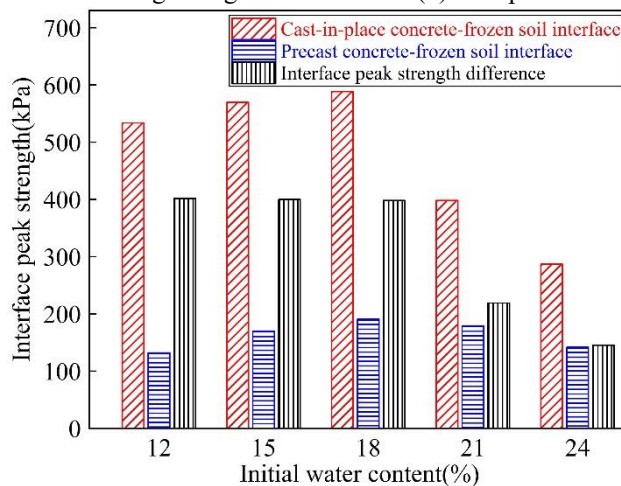 Cast-in-place concrete-frozen soil interface
Precast concrete-frozen soil interface
Interface peak strength difference
Interface peak strength(kPa)
700
600
500
400
300
200
100
0
12 15 18 21 24
Initial water content(%)